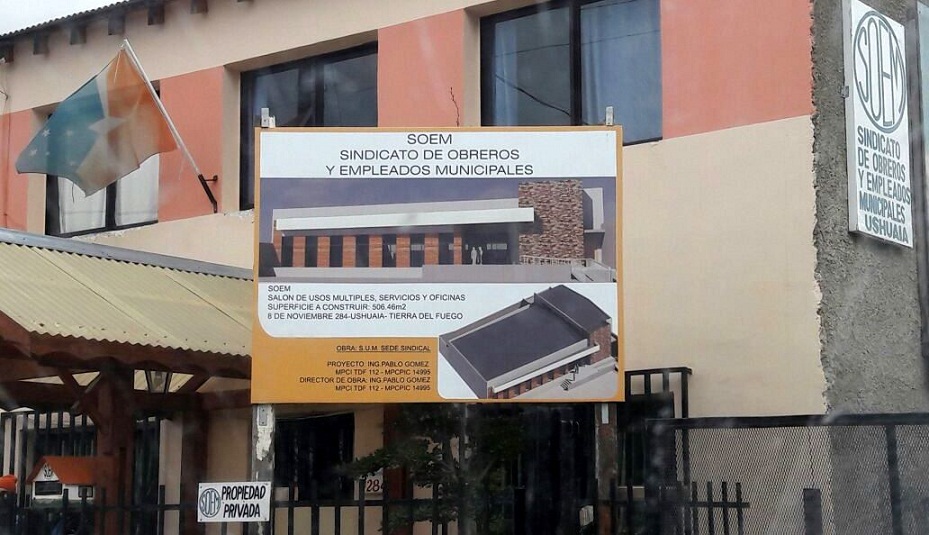 SOEM
SINDICATO DE OBREROS
Y EMPLEADOS MUNICIPALES
SOEM
SALON DE USOS MULTIPLES, SERVICIOS Y OFICINAS
SUPERFICIE A CONSTRUIR: 506.46m2
8 DE NOVIEMBRE 284-USHUAIA- TIERRA DEL FUEGO
OBRA: S.U.M. SEDE SINDICAL
PROYECTO: ING.PABLO GOMEZ
MPCI TDF 112 - MPCPIC 14995
DIRECTOR DE OBRA: ING.PABLO GOMEZ
MPCI TDF 112 - MPCPIC 14995
SOEM
SINDICATO
DE OBREROS
Y EMPLEADOS
MUNICIPALES
USHUAIA
284
SOEM
PROPIEDAD
PRIVADA